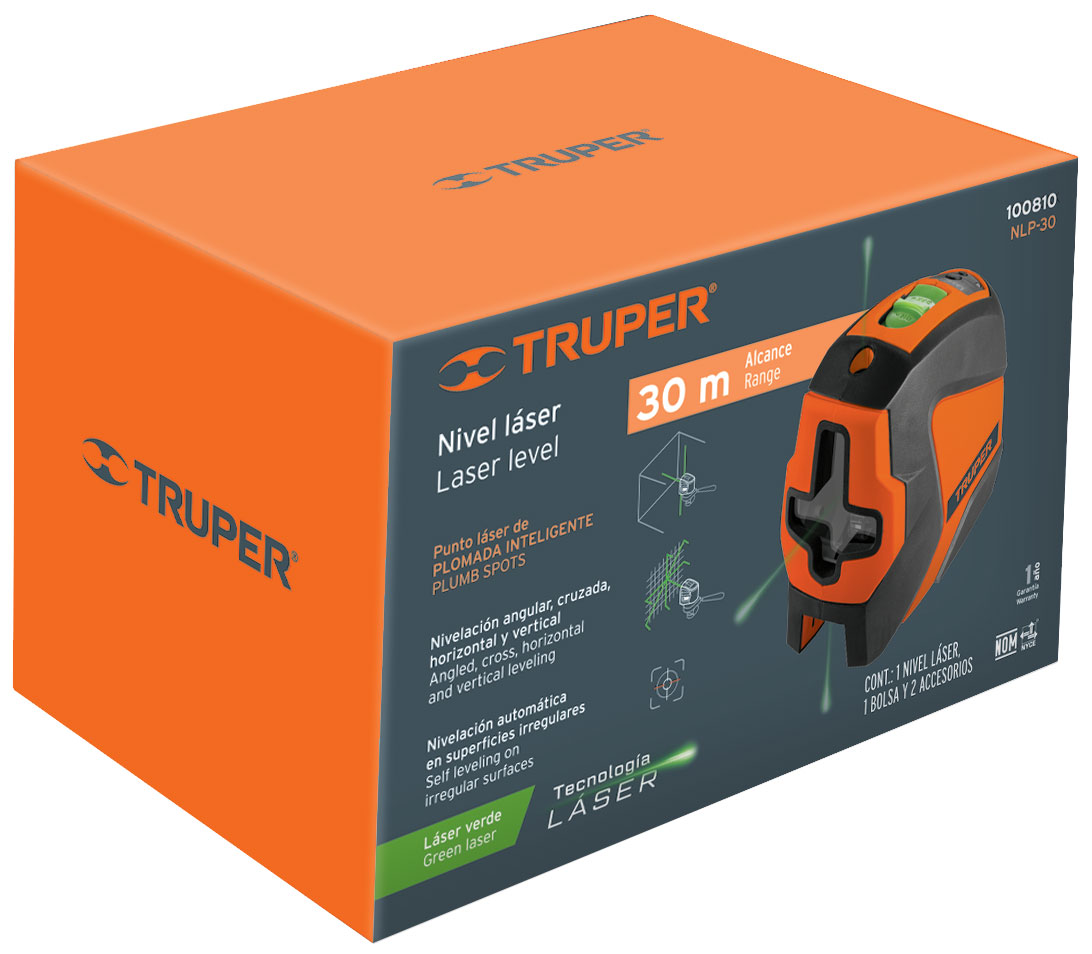 TRUPER
TRUPER®
100810
NLP-30
TRUPER®
30 m
Alcance
Range
Nivel láser
Laser level
Punto láser de
PLOMADA INTELIGENTE
PLUMB SPOTS
Nivelación angular, cruzada,
horizontal y vertical
Angled, cross, horizontal
and vertical leveling
Nivelación automática
en superficies irregulares
Self leveling on
irregular surfaces
Láser verde
Green laser
Tecnología
LÁSER
TRUPER
1 año
Garantía
Warranty
NOM
NYCE
CONT.: 1 NIVEL LÁSER,
1 BOLSA Y 2 ACCESORIOS